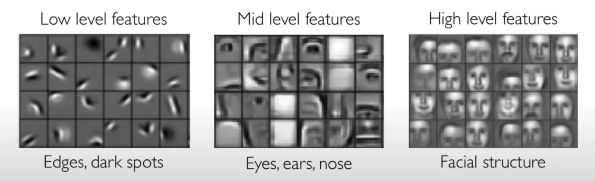 Low level features
Mid level features
High level features
Edges, dark spots
Eyes, ears, nose
Facial structure